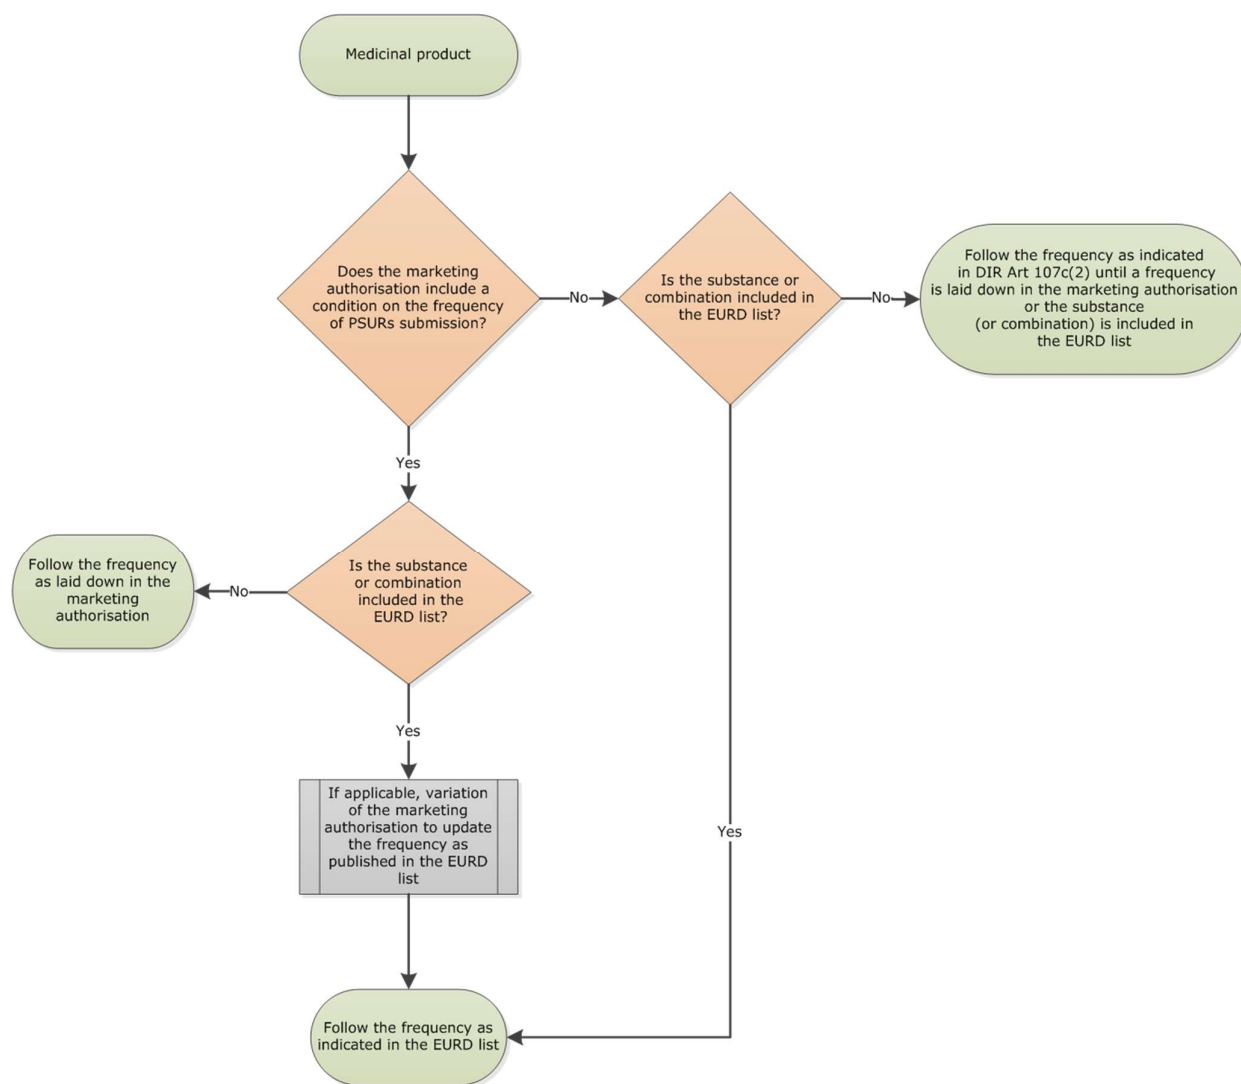 Medicinal product
Does the marketing
authorisation include a
condition on the frequency
of PSURs submission?
No
Is the substance or
combination included in
the EURD list?
No
Follow the frequency as indicated
in DIR Art 107c(2) until a frequency
is laid down in the marketing authorisation
or the substance
(or combination) is included in
the EURD list
Yes
Is the substance
or combination
included in the
EURD list?
No
Follow the frequency
as laid down in the
marketing
authorisation
Yes
If applicable, variation
of the marketing
authorisation to update
the frequency as
published in the EURD
list
Yes
Follow the frequency as
indicated in the EURD list